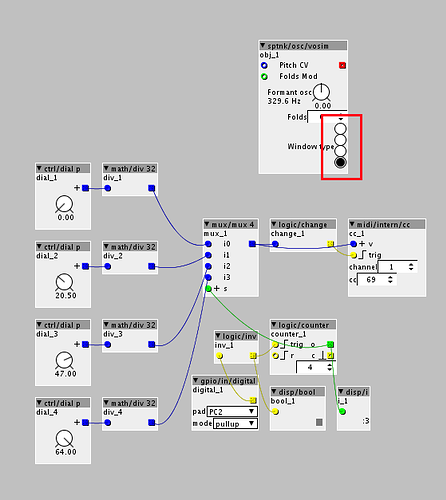 sptnk/osc/vosim
obj_1
Pitch CV
Folds Mod
Formant osc
0.00
329.6 Hz
Folds
Window type
ctrl/dial p
dial_1
+
0.00
math/div 32
div_1
ctrl/dial p
dial_2
+
20.50
math/div 32
div_2
ctrl/dial p
dial_3
+
47.00
math/div 32
div_3
ctrl/dial p
dial_4
+
64.00
math/div 32
div_4
mux/mux 4
mux_1
i0
i1
i2
i3
+ s
logic/change
change_1
midi/intern/cc
cc_1
+ v
trig
channel 1
cc 69
logic/inv
inv_1
logic/counter
counter_1
trig o
r c
4
gpio/in/digital
digital_1
pad PC2
mode pullup
disp/bool
bool_1
disp/i
i_1
:3